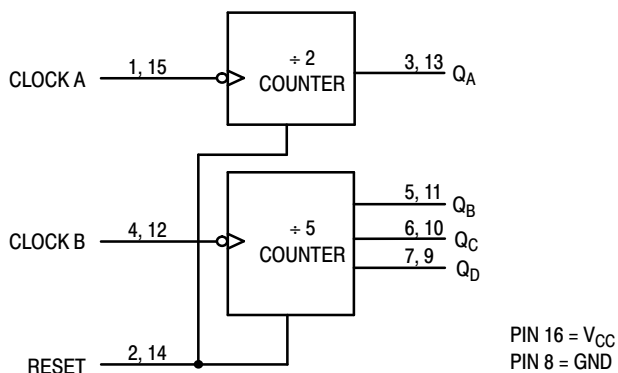 ÷ 2
COUNTER
CLOCK A
1, 15
3, 13
QA
÷ 5
COUNTER
CLOCK B
4, 12
5, 11
QB
6, 10
QC
7, 9
QD
RESET
2, 14
PIN 16 = VCC
PIN 8 = GND